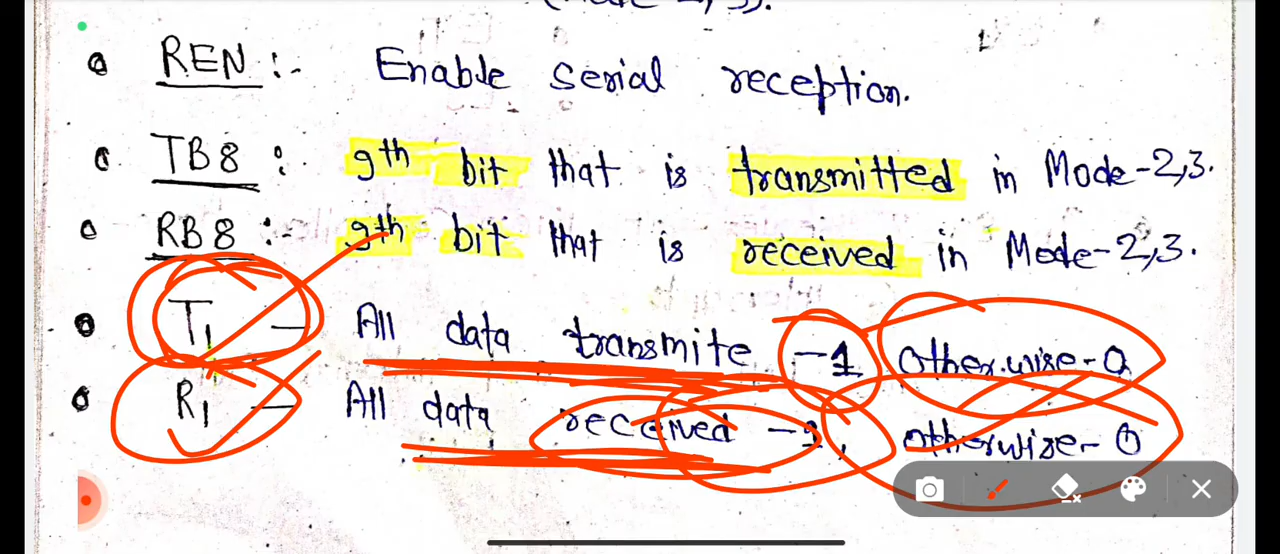 REN :- Enable serial reception.
TB8 : 9th bit that is transmitted in Mode-2,3.
RB8 :- 9th bit that is received in Mode-2,3.
T1 — All data transmite -1 Otherwise-0
R1 — All data received -1, otherwise- 0